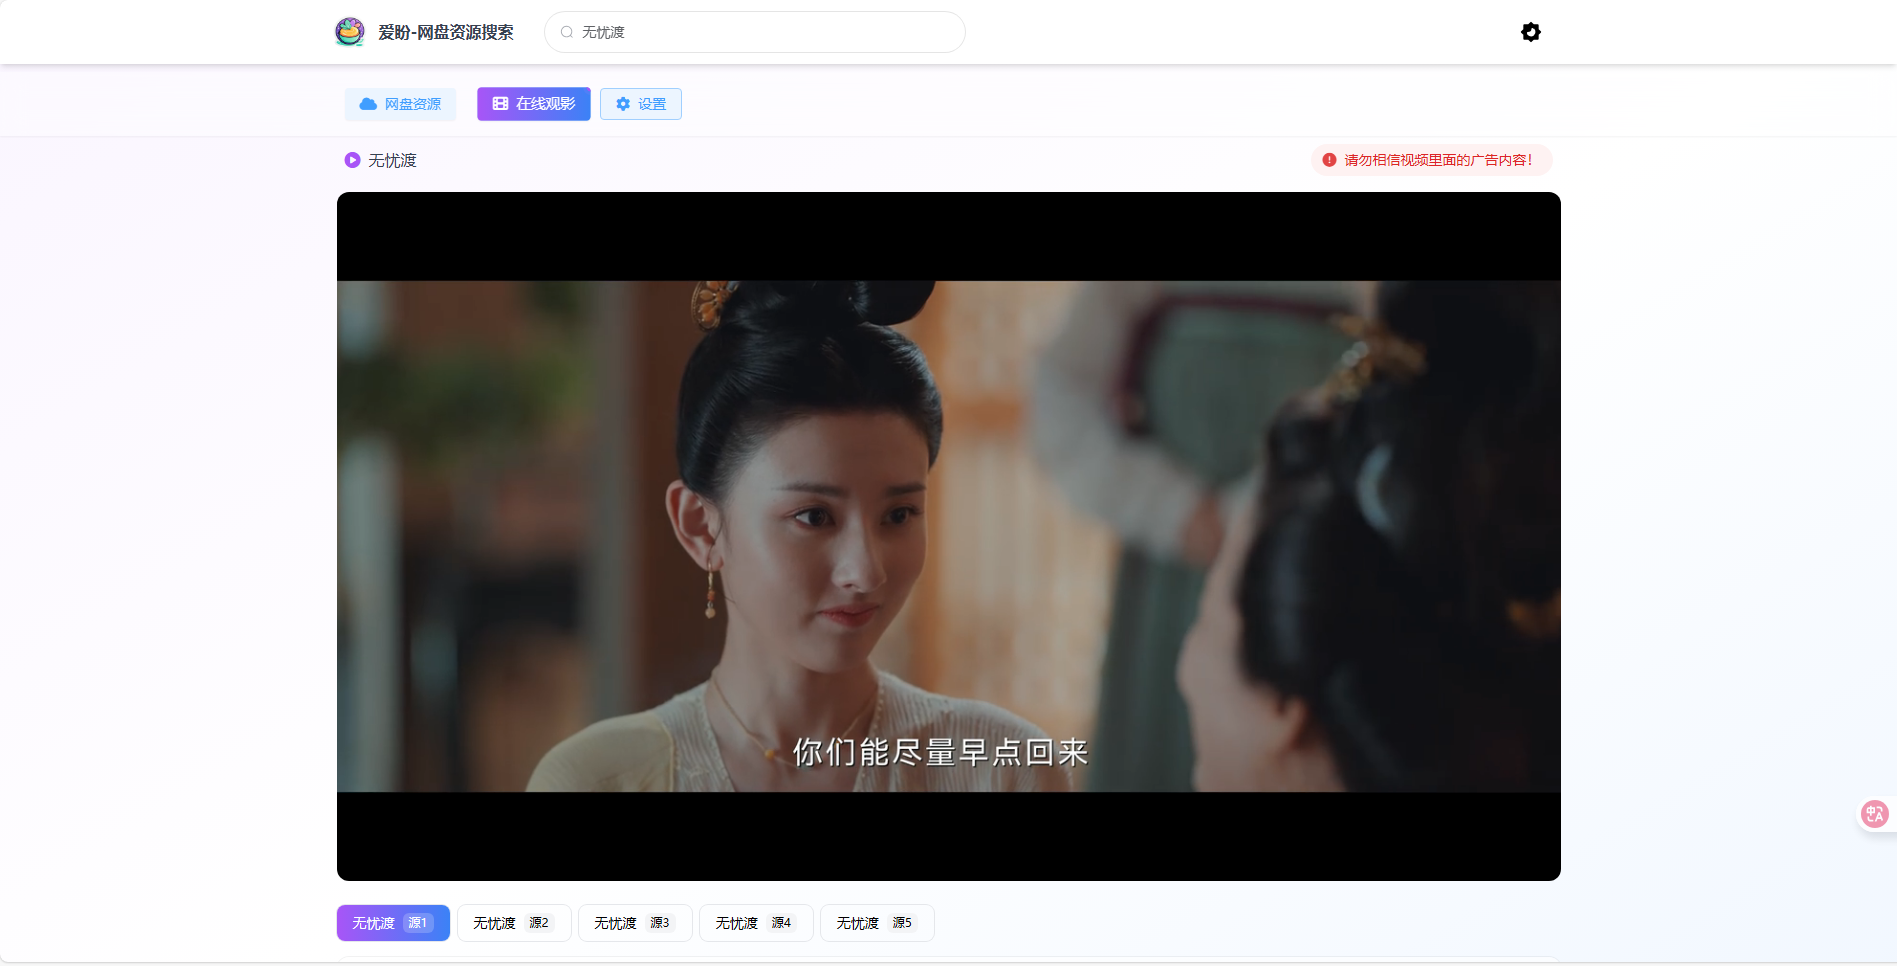 爱盼-网盘资源搜索
无忧渡
网盘资源
在线观影
设置
无忧渡
请勿相信视频里面的广告内容！
你们能尽量早点回来
无忧渡 源1
无忧渡 源2
无忧渡 源3
无忧渡 源4
无忧渡 源5
中
A